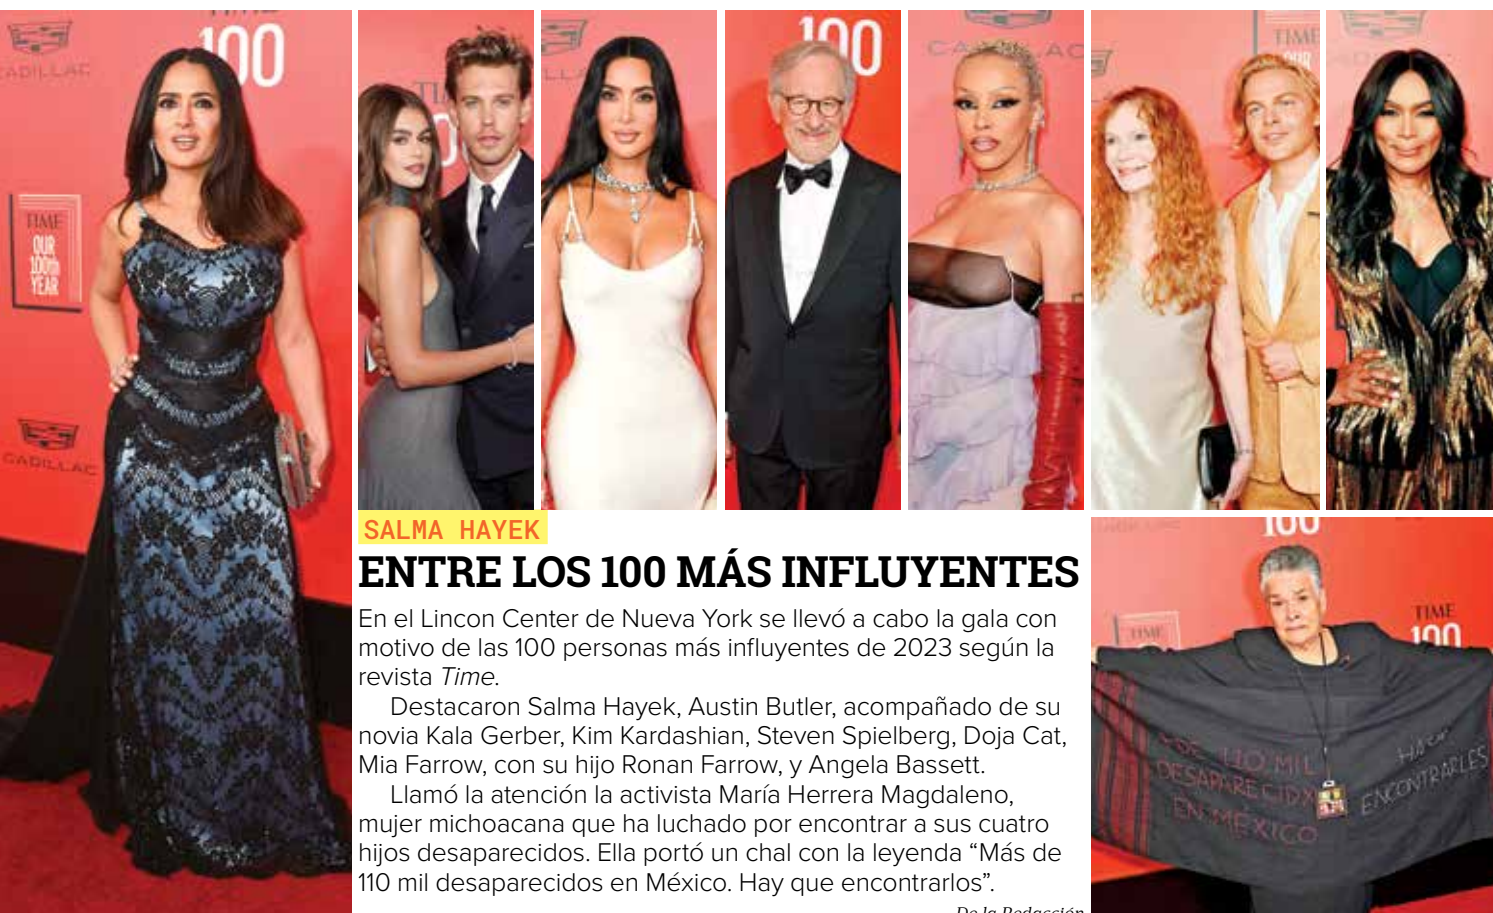 CADILLAC
100
TIME
OUR
100th
YEAR
CADILLAC
100
TIME
OUR
SALMA HAYEK
ENTRE LOS 100 MÁS INFLUYENTES
En el Lincon Center de Nueva York se llevó a cabo la gala con
motivo de las 100 personas más influyentes de 2023 según la
revista Time.
Destacaron Salma Hayek, Austin Butler, acompañado de su
novia Kala Gerber, Kim Kardashian, Steven Spielberg, Doja Cat,
Mia Farrow, con su hijo Ronan Farrow, y Angela Bassett.
Llamó la atención la activista María Herrera Magdaleno,
mujer michoacana que ha luchado por encontrar a sus cuatro
hijos desaparecidos. Ella portó un chal con la leyenda “Más de
110 mil desaparecidos en México. Hay que encontrarlos”.
De la Redacción
100
TIME
TIME
100
110 MIL
DESAPARECIDX
EN MÉXICO
ENCONTRARLES